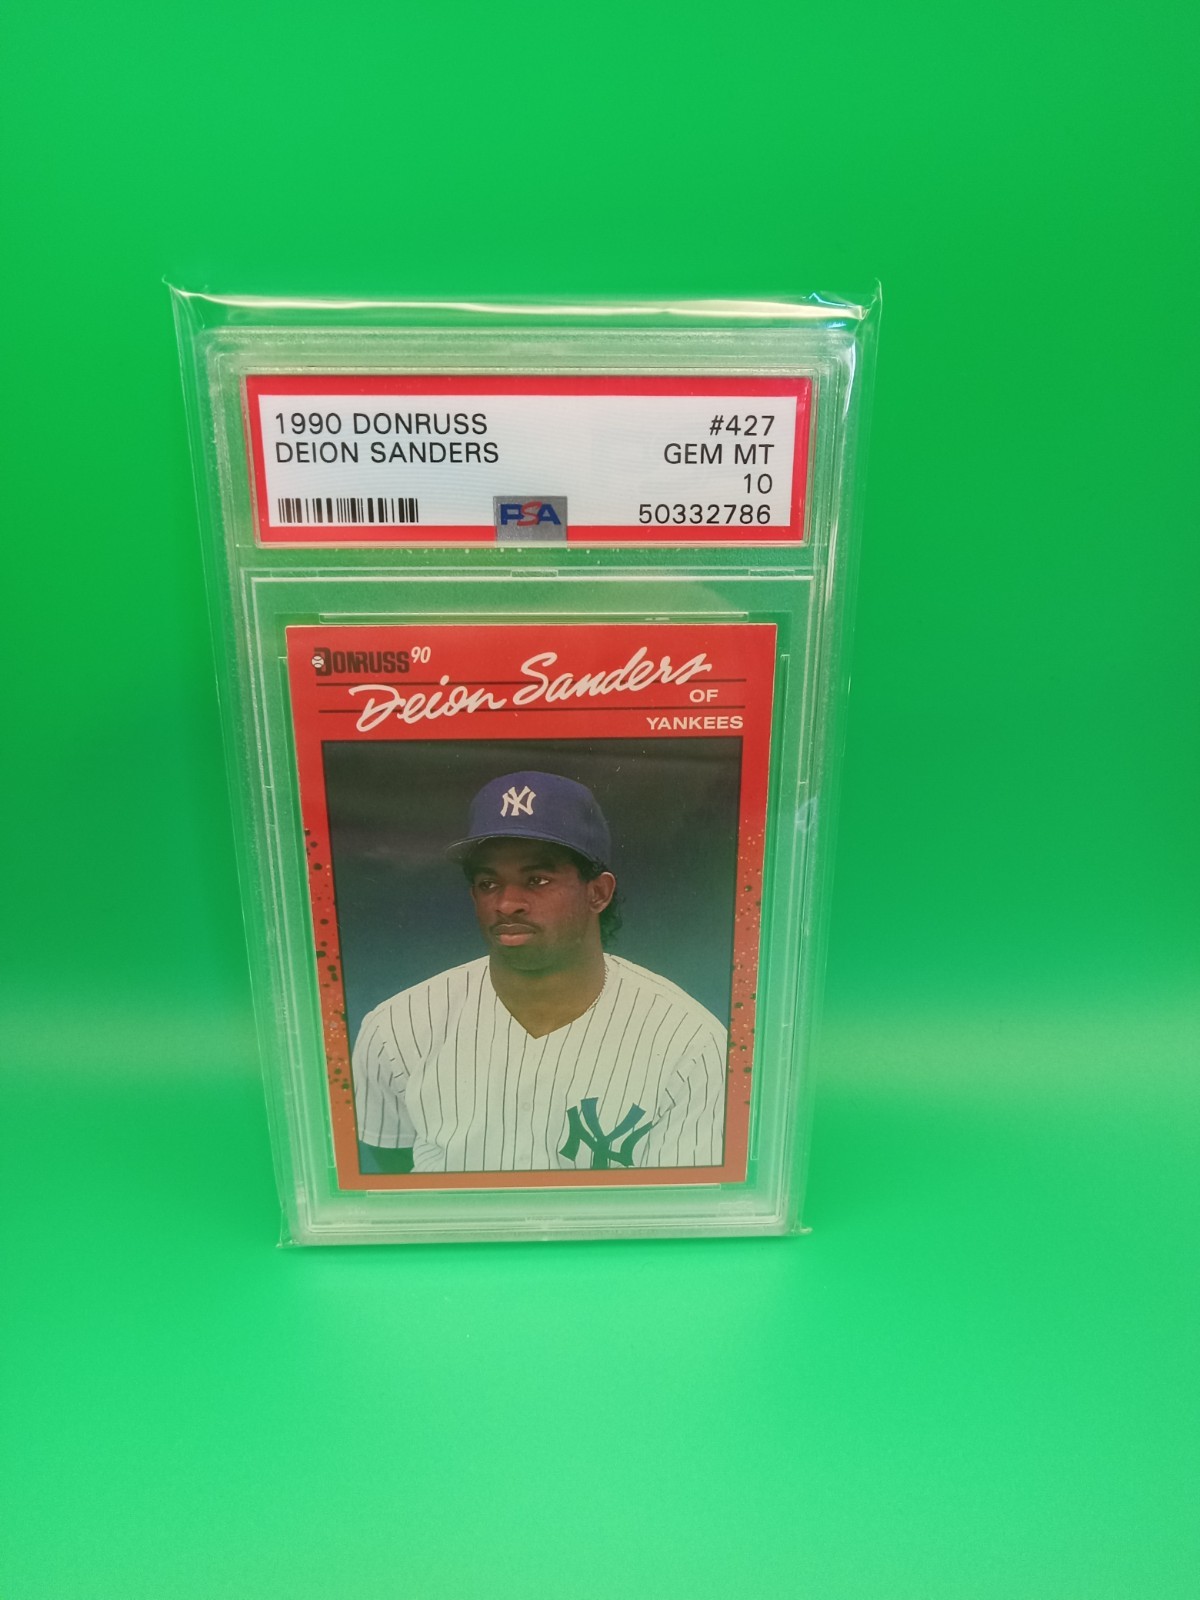 1990 DONRUSS #427
DEION SANDERS GEM MT
10
PSA 50332786
DONRUSS 90
Deion Sanders
OF
YANKEES
NY
NY